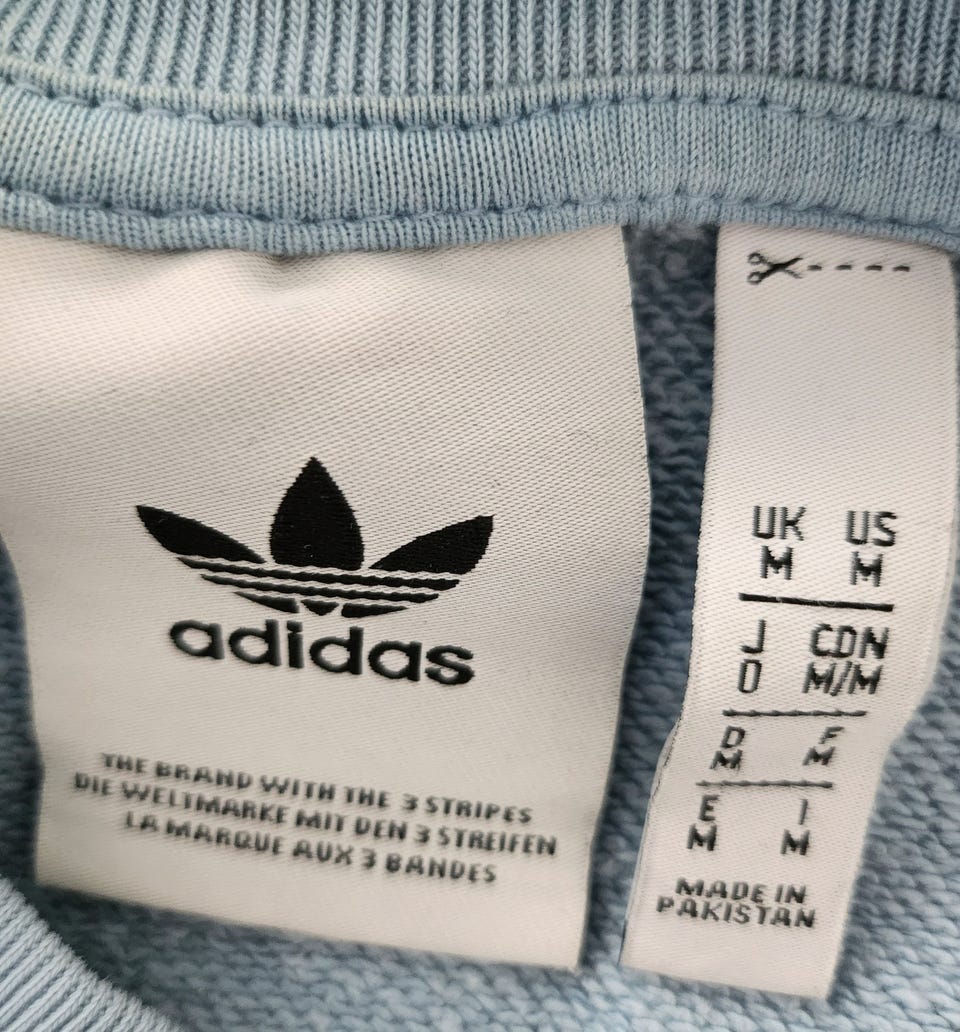 adidas
THE BRAND WITH THE 3 STRIPES
DIE WELTMARKE MIT DEN 3 STREIFEN
LA MARQUE AUX 3 BANDES
UK US
M M
J CDN
O M/M
D F
M M
E I
M M
MADE IN
PAKISTAN